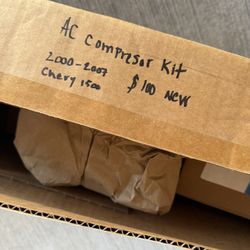 AC Compresor Kit
2000-2007
Chevy 1500
$100 New